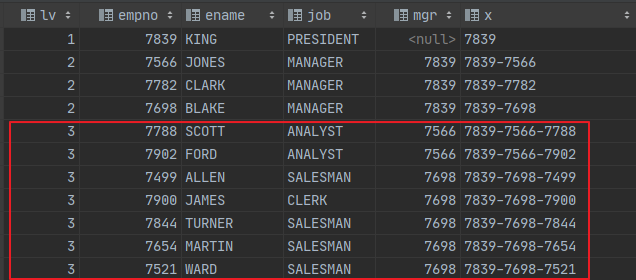 lv empno ename job mgr x
1 7839 KING PRESIDENT <null> 7839
2 7566 JONES MANAGER 7839 7839-7566
2 7782 CLARK MANAGER 7839 7839-7782
2 7698 BLAKE MANAGER 7839 7839-7698
3 7788 SCOTT ANALYST 7566 7839-7566-7788
3 7902 FORD ANALYST 7566 7839-7566-7902
3 7499 ALLEN SALESMAN 7698 7839-7698-7499
3 7900 JAMES CLERK 7698 7839-7698-7900
3 7844 TURNER SALESMAN 7698 7839-7698-7844
3 7654 MARTIN SALESMAN 7698 7839-7698-7654
3 7521 WARD SALESMAN 7698 7839-7698-7521